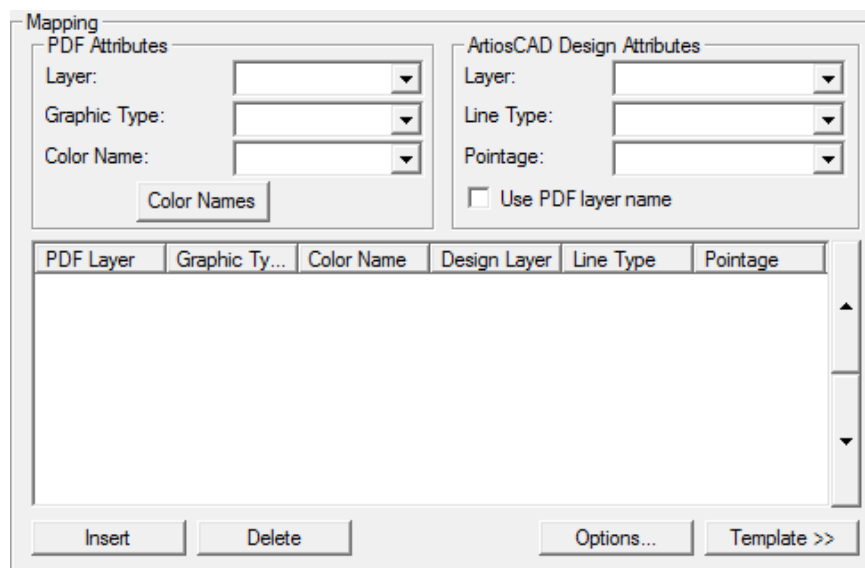 Mapping
PDF Attributes
Layer:
Graphic Type:
Color Name:
Color Names
ArtiosCAD Design Attributes
Layer:
Line Type:
Pointage:
Use PDF layer name
PDF Layer Graphic Ty... Color Name Design Layer Line Type Pointage
Insert Delete Options... Template >>